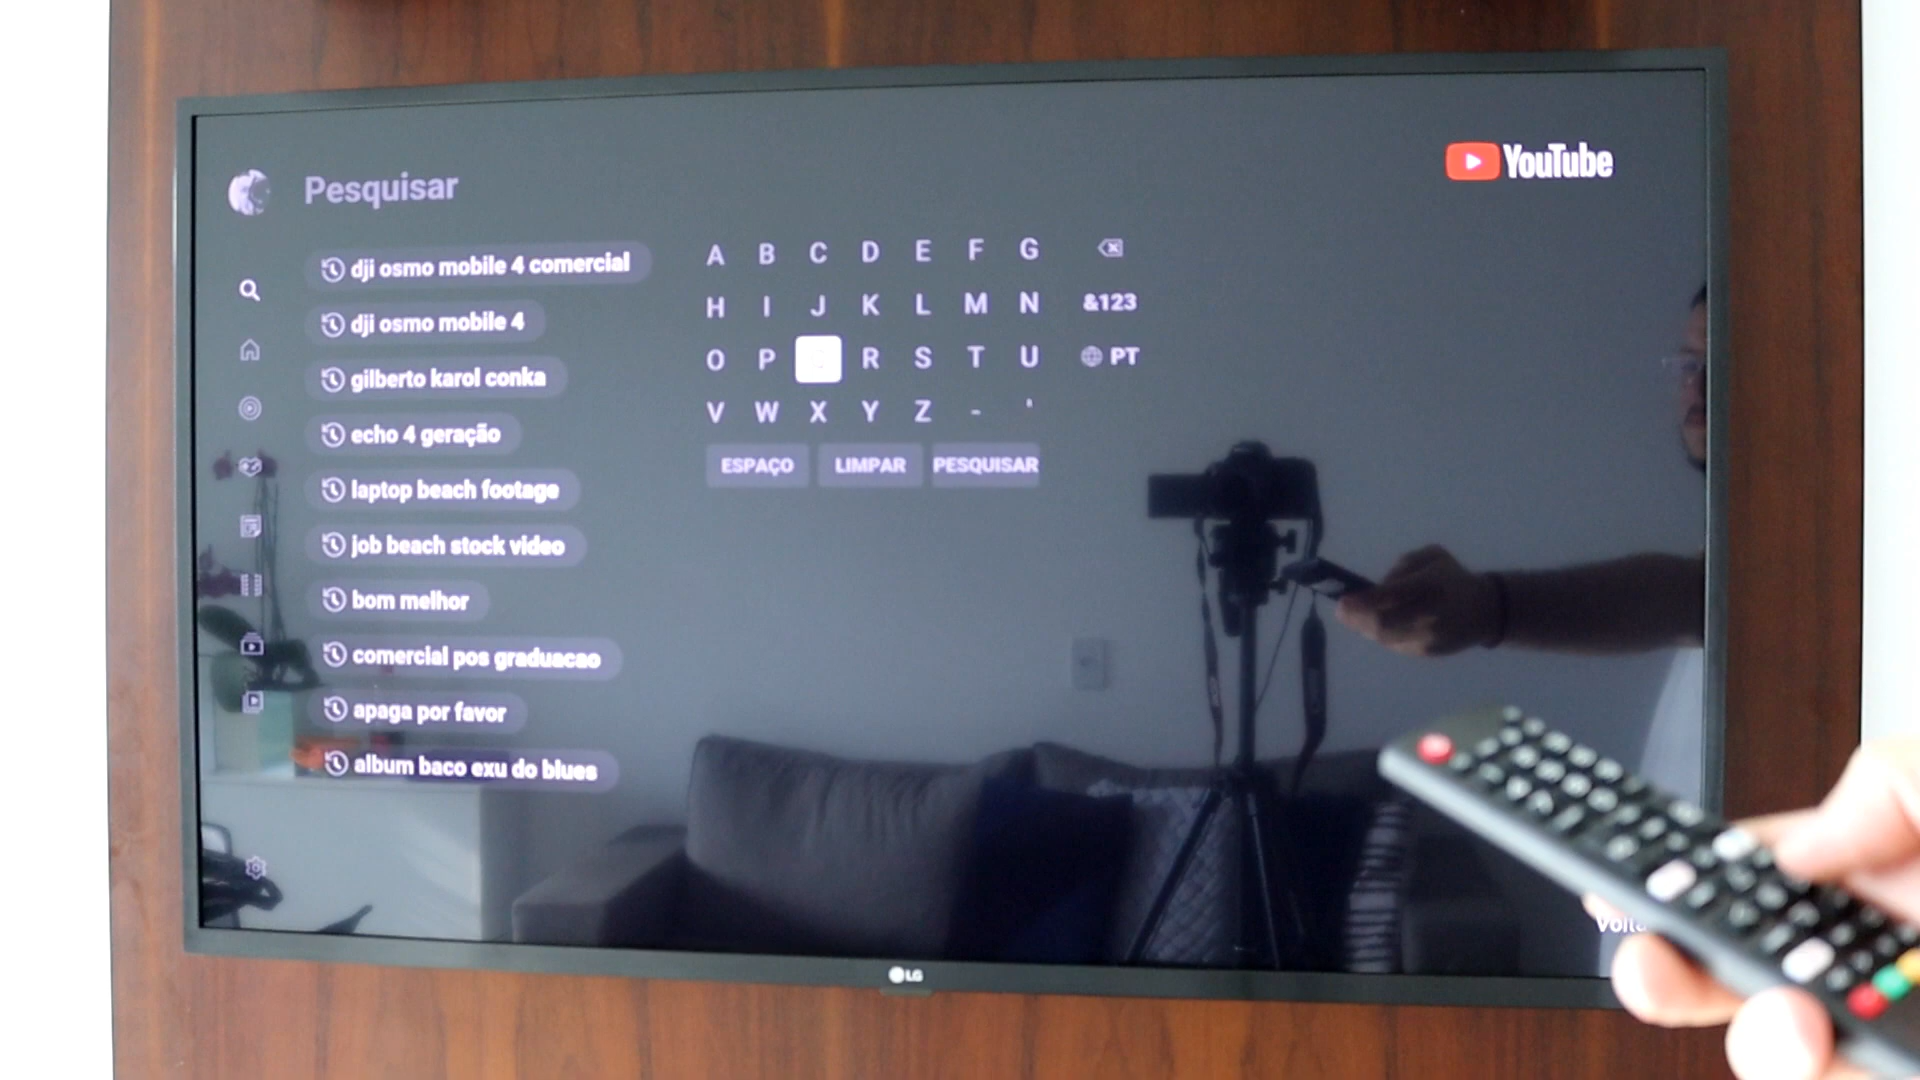 Pesquisar
YouTube
dji osmo mobile 4 comercial
dji osmo mobile 4
gilberto karol conka
echo 4 geração
laptop beach footage
job beach stock video
bom melhor
comercial pos graduacao
apaga por favor
album baco exu do blues
A B C D E F G
H I J K L M N &123
O P R S T U PT
V W X Y Z - '
ESPAÇO LIMPAR PESQUISAR
LG